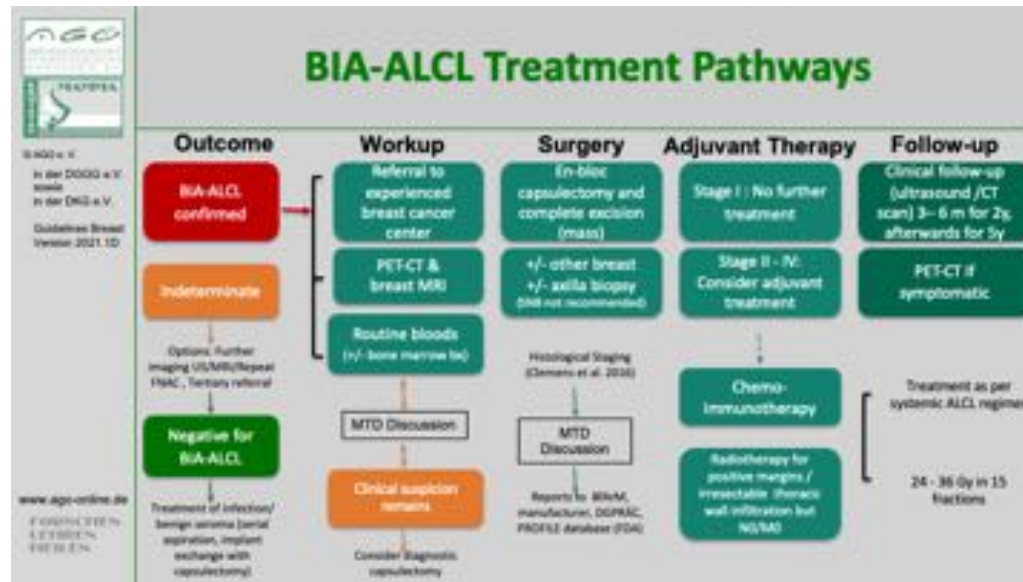 AGO
MAMMA
© AGO e. V.
in der DGGG e.V.
sowie
in der DKG e.V.
Guidelines Breast
Version 2021.1D
www.ago-online.de
FORSCHEN
LEHREN
HEILEN
BIA-ALCL Treatment Pathways
Outcome
BIA-ALCL
confirmed
Indeterminate
Options: Further
imaging US/MRI/Repeat
FNAC , Tertiary referral
Negative for
BIA-ALCL
Treatment of infection/
benign seroma (serial
aspiration, implant
exchange with
capsulectomy)
Workup
Referral to
experienced
breast cancer
center
PET-CT &
breast MRI
Routine bloods
(+/- bone marrow bx)
MTD Discussion
Clinical suspicion
remains
Consider diagnostic
capsulectomy
Surgery
En-bloc
capsulectomy and
complete excision
(mass)
+/- other breast
+/- axilla biopsy
(SNB not recommended)
Histological Staging
(Clemens et al. 2016)
MTD
Discussion
Reports to BfArM,
manufacturer, DGPRÄC,
PROFILE database (FDA)
Adjuvant Therapy
Stage I : No further
treatment
Stage II - IV:
Consider adjuvant
treatment
Chemo-
immunotherapy
Radiotherapy for
positive margins /
irresectable thoracic
wall infiltration but
N0/M0
Follow-up
Clinical follow-up
(ultrasound /CT
scan) 3– 6 m for 2y,
afterwards for 5y
PET-CT if
symptomatic
Treatment as per
systemic ALCL regimen
24 - 36 Gy in 15
fractions